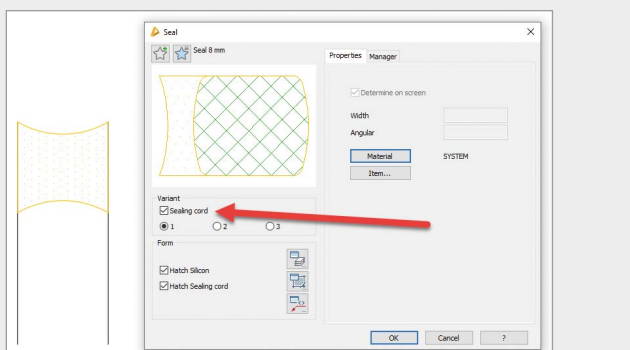 Seal
Seal 8 mm
Properties Manager
Determine on screen
Width
Angular
Material SYSTEM
Item...
Variant
Sealing cord
1 2 3
Form
Hatch Silicon
Hatch Sealing cord
OK Cancel ?